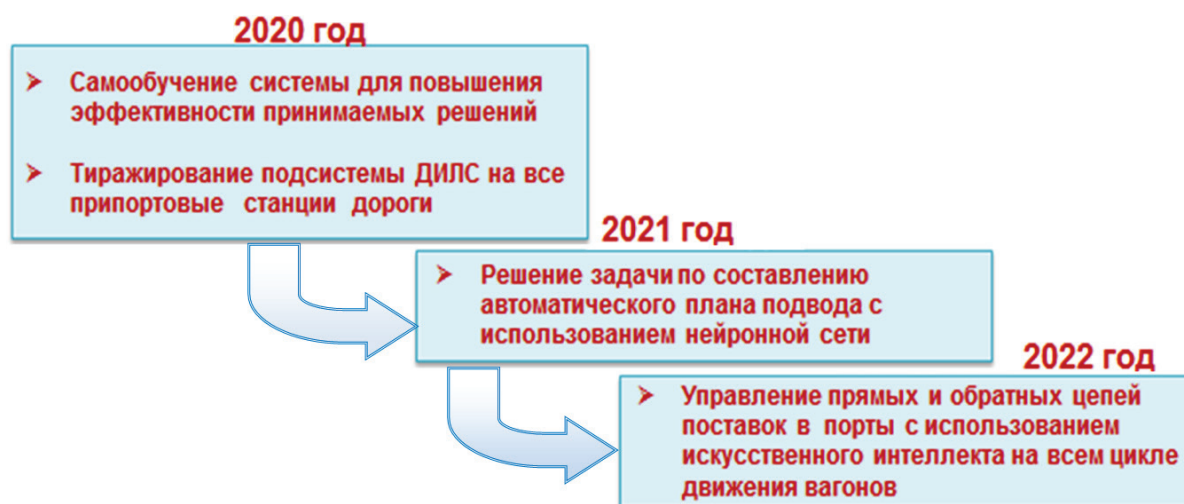 2020 год
➤ Самообучение системы для повышения
эффективности принимаемых решений
➤ Тиражирование подсистемы ДИЛС на все
припортовые станции дороги
2021 год
➤ Решение задачи по составлению
автоматического плана подвода с
использованием нейронной сети
2022 год
➤ Управление прямых и обратных цепей
поставок в порты с использованием
искусственного интеллекта на всем цикле
движения вагонов